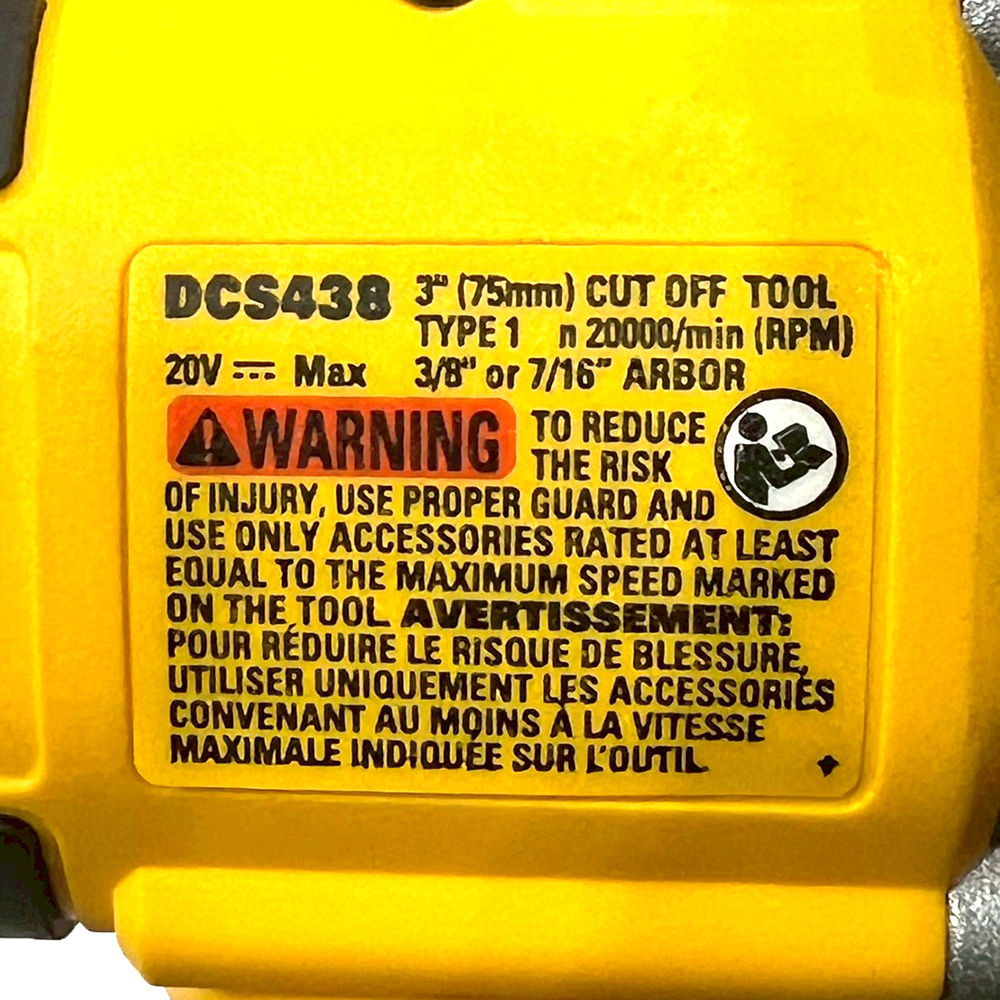 DCS438 3" (75mm) CUT OFF TOOL
TYPE 1 n 20000/min (RPM)
20V ⎓ Max 3/8" or 7/16" ARBOR
⚠WARNING TO REDUCE
THE RISK
OF INJURY, USE PROPER GUARD AND
USE ONLY ACCESSORIES RATED AT LEAST
EQUAL TO THE MAXIMUM SPEED MARKED
ON THE TOOL. AVERTISSEMENT:
POUR RÉDUIRE LE RISQUE DE BLESSURE,
UTILISER UNIQUEMENT LES ACCESSORIÉS
CONVENANT AU MOINS À LA VITESSE
MAXIMALE INDIQUÉE SUR L'OUTIL.